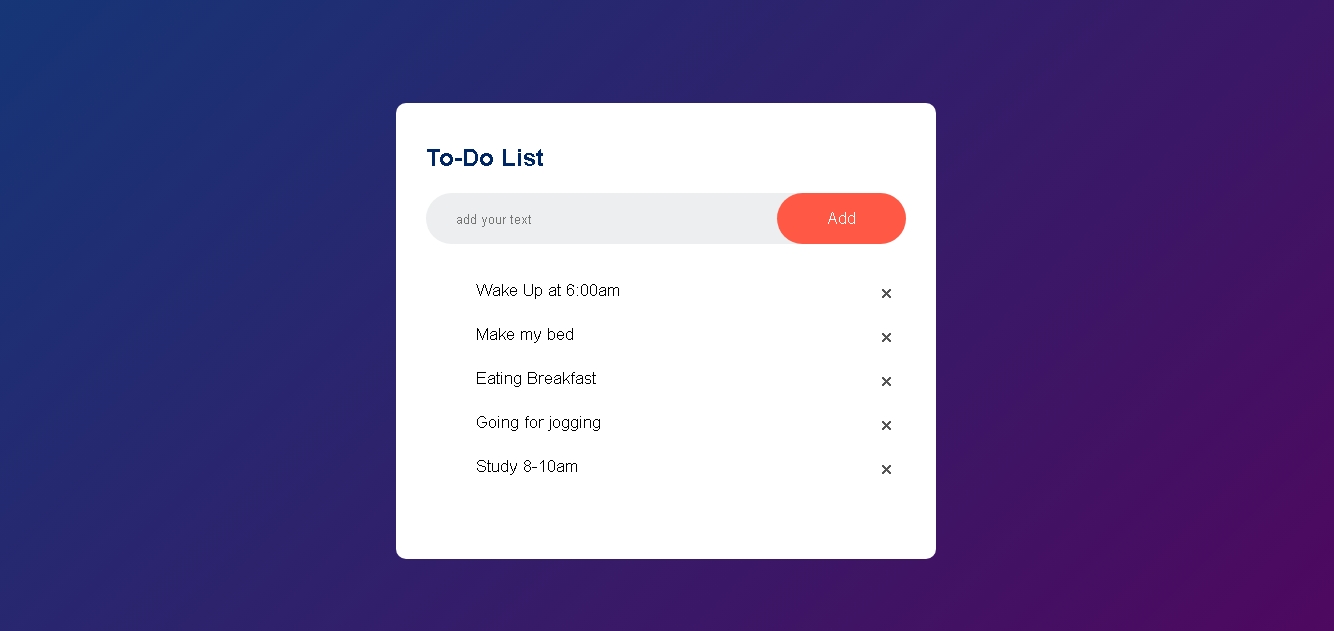 To-Do List
add your text Add
Wake Up at 6:00am ×
Make my bed ×
Eating Breakfast ×
Going for jogging ×
Study 8-10am ×